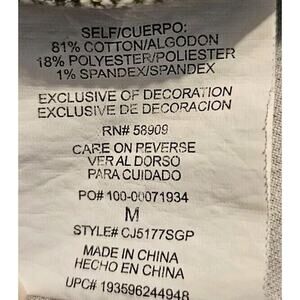 SELF/CUERPO:
81% COTTON/ALGODON
18% POLYESTER/POLIESTER
1% SPANDEX/SPANDEX
EXCLUSIVE OF DECORATION
EXCLUSIVE DE DECORACION
RN# 58909
CARE ON REVERSE
VER AL DORSO
PARA CUIDADO
PO# 100-00071934
M
STYLE# CJ5177SGP
MADE IN CHINA
HECHO EN CHINA
UPC# 193596244948